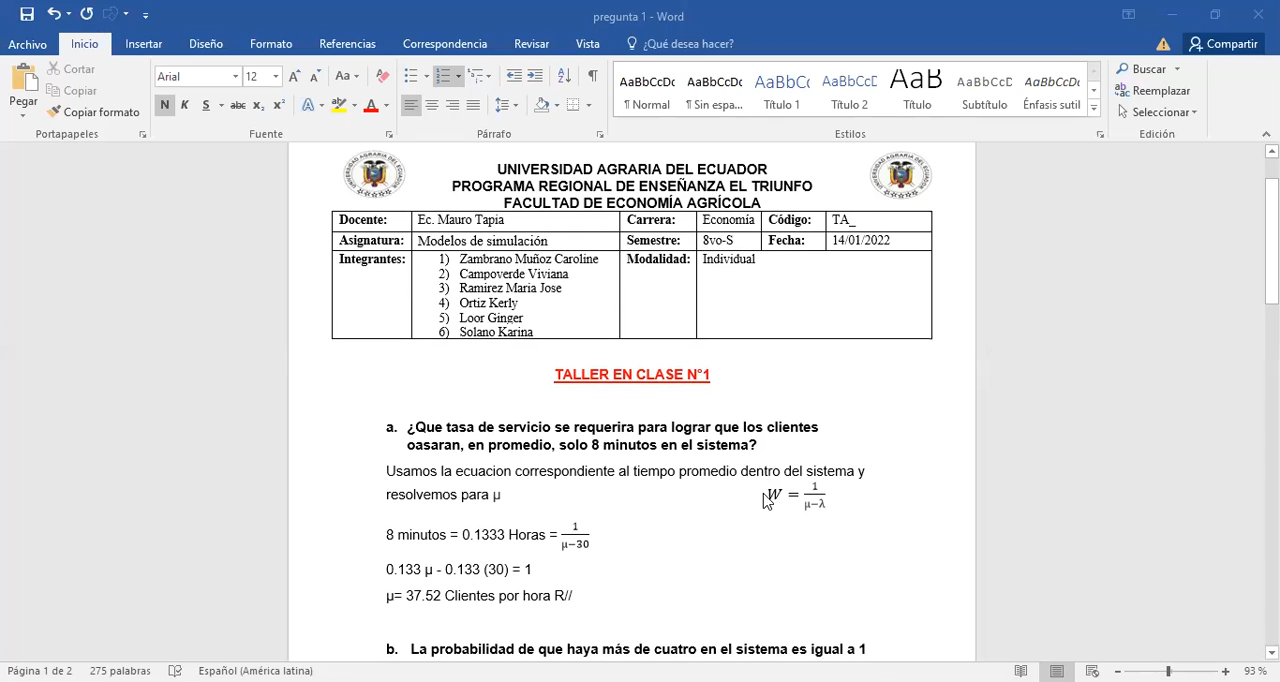 pregunta 1 - Word
Archivo Inicio Insertar Diseño Formato Referencias Correspondencia Revisar Vista ¿Qué desea hacer? Compartir
Pegar
Cortar
Copiar
Copiar formato
Arial 12
Aa
N K S abc x₂ x² A A
AaBbCcDc AaBbCcDc AaBbCc AaBbCcC AaB AaBbCcD AaBbCcDc
¶ Normal ¶ Sin espa... Título 1 Título 2 Título Subtítulo Énfasis sutil
Buscar
Reemplazar
Seleccionar
Portapapeles Fuente Párrafo Estilos Edición
UNIVERSIDAD AGRARIA DEL ECUADOR
PROGRAMA REGIONAL DE ENSEÑANZA EL TRIUNFO
FACULTAD DE ECONOMÍA AGRÍCOLA
Docente: Ec. Mauro Tapia Carrera: Economía Código: TA_
Asignatura: Modelos de simulación Semestre: 8vo-S Fecha: 14/01/2022
Integrantes: 1) Zambrano Muñoz Caroline Modalidad: Individual
2) Campoverde Viviana
3) Ramirez Maria Jose
4) Ortiz Kerly
5) Loor Ginger
6) Solano Karina
TALLER EN CLASE N°1
a. ¿Que tasa de servicio se requerira para lograr que los clientes
oasaran, en promedio, solo 8 minutos en el sistema?
Usamos la ecuacion correspondiente al tiempo promedio dentro del sistema y
resolvemos para µ W = 1/(µ−λ)
8 minutos = 0.1333 Horas = 1/(µ−30)
0.133 µ - 0.133 (30) = 1
µ= 37.52 Clientes por hora R//
b. La probabilidad de que haya más de cuatro en el sistema es igual a 1
Página 1 de 2 275 palabras Español (América latina) 93 %